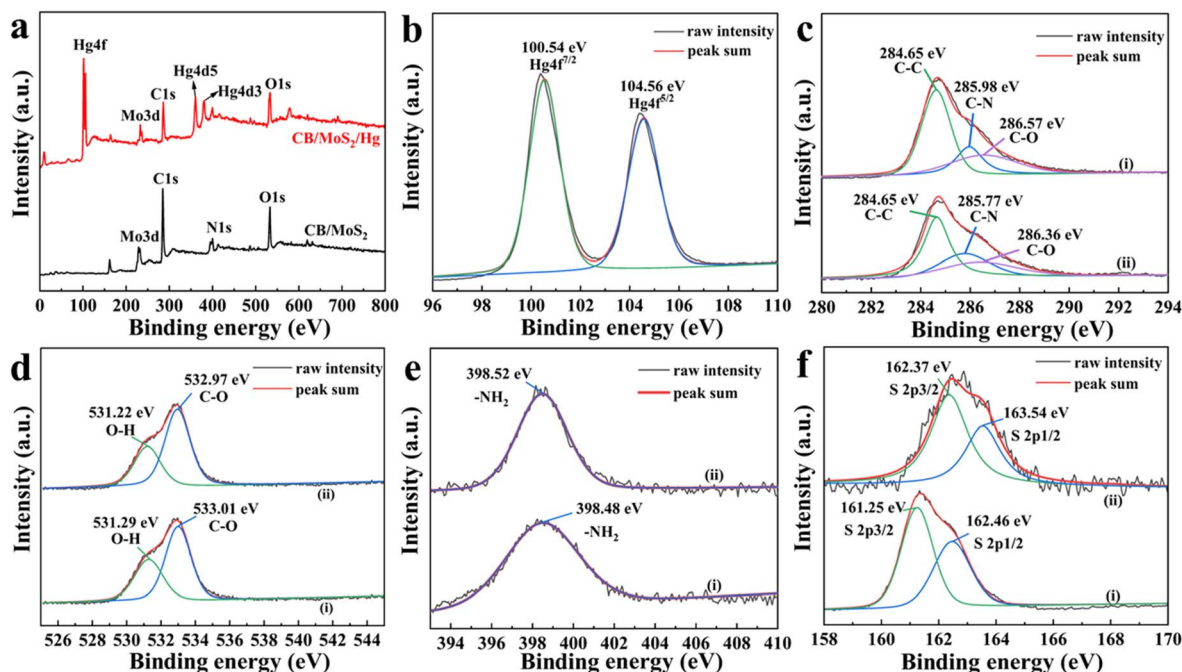 a
Hg4f
Hg4d5
Hg4d3
C1s
O1s
Mo3d
CB/MoS₂/Hg
C1s
O1s
Mo3d
N1s
CB/MoS₂
0 100 200 300 400 500 600 700 800
Binding energy (eV)
Intensity (a.u.)
b
raw intensity
peak sum
100.54 eV
Hg4f7/2
104.56 eV
Hg4f5/2
96 98 100 102 104 106 108 110
Binding energy (eV)
Intensity (a.u.)
c
raw intensity
peak sum
284.65 eV
C-C
285.98 eV
C-N
286.57 eV
C-O
(i)
284.65 eV
C-C
285.77 eV
C-N
286.36 eV
C-O
(ii)
280 282 284 286 288 290 292 294
Binding energy (eV)
Intensity (a.u.)
d
raw intensity
peak sum
532.97 eV
C-O
531.22 eV
O-H
(ii)
533.01 eV
C-O
531.29 eV
O-H
(i)
526 528 530 532 534 536 538 540 542 544
Binding energy (eV)
Intensity (a.u.)
e
raw intensity
peak sum
398.52 eV
-NH₂
(ii)
398.48 eV
-NH₂
(i)
394 396 398 400 402 404 406 408 410
Binding energy (eV)
Intensity (a.u.)
f
raw intensity
peak sum
162.37 eV
S 2p3/2
163.54 eV
S 2p1/2
(ii)
161.25 eV
S 2p3/2
162.46 eV
S 2p1/2
(i)
158 160 162 164 166 168 170
Binding energy (eV)
Intensity (a.u.)